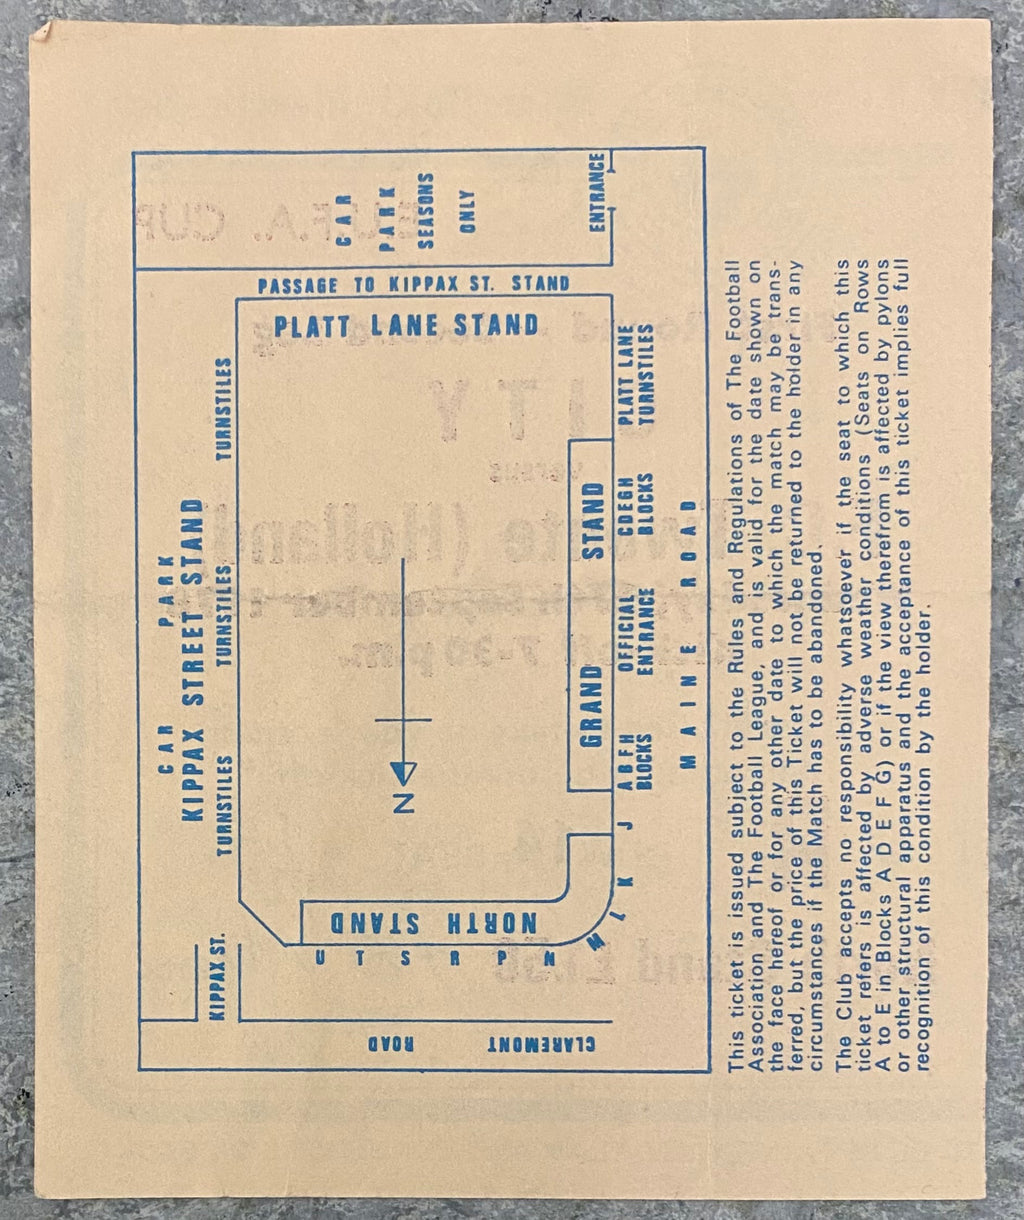 CAR
PARK
SEASONS
ONLY
ENTRANCE
PASSAGE TO KIPPAX ST. STAND
PLATT LANE STAND
PLATT LANE
TURNSTILES
CAR PARK
KIPPAX STREET STAND
TURNSTILES
TURNSTILES
TURNSTILES
N
GRAND STAND
CDEGH
BLOCKS
OFFICIAL
ENTRANCE
ABFH
BLOCKS
MAINE ROAD
NORTH STAND
U T S R P N M L K J
KIPPAX ST.
CLAREMONT ROAD
This ticket is issued subject to the Rules and Regulations of The Football
Association and The Football League, and is valid for the date shown on
the face hereof or for any other date to which the match may be trans-
ferred, but the price of this Ticket will not be returned to the holder in any
circumstances if the Match has to be abandoned.
The Club accepts no responsibility whatsoever if the seat to which this
ticket refers is affected by adverse weather conditions (Seats on Rows
A to E in Blocks A D E F G) or if the view therefrom is affected by pylons
or other structural apparatus and the acceptance of this ticket implies full
recognition of this condition by the holder.